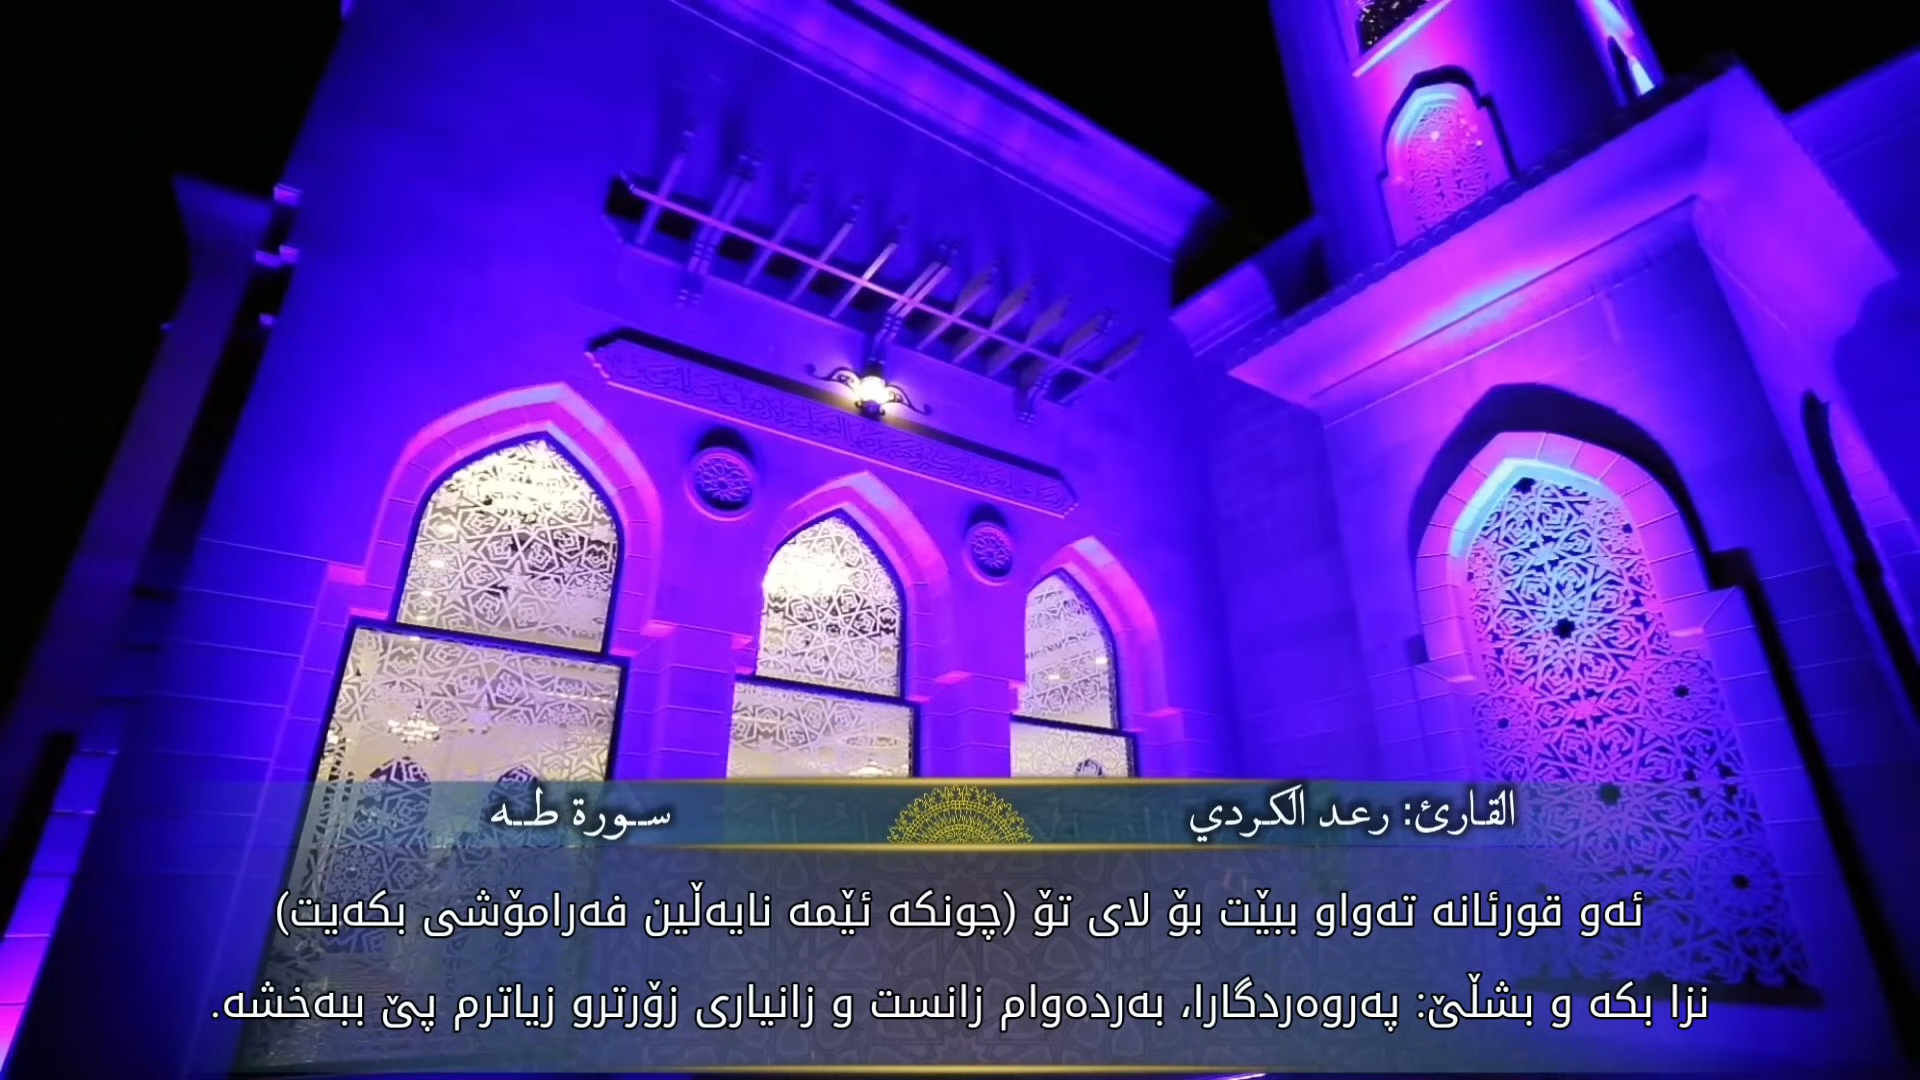 القارئ: رعد الكردي
سورة طه
ئەو قورئانە تەواو ببێت بۆ لای تۆ (چونکە ئێمە نایەڵین فەرامۆشی بکەیت)
نزا بکە و بشڵێ: پەروەردگارا، بەردەوام زانست و زانیاری زۆرترو زیاترم پێ ببەخشە.